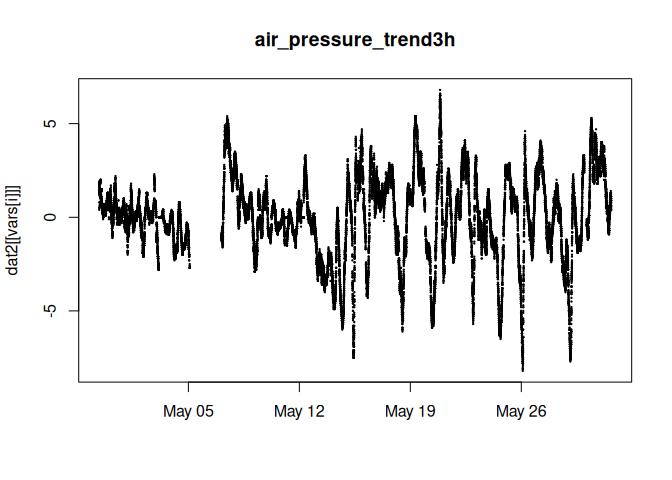 air_pressure_trend3h
dat2[[vars[i]]]
5
0
-5
May 05
May 12
May 19
May 26